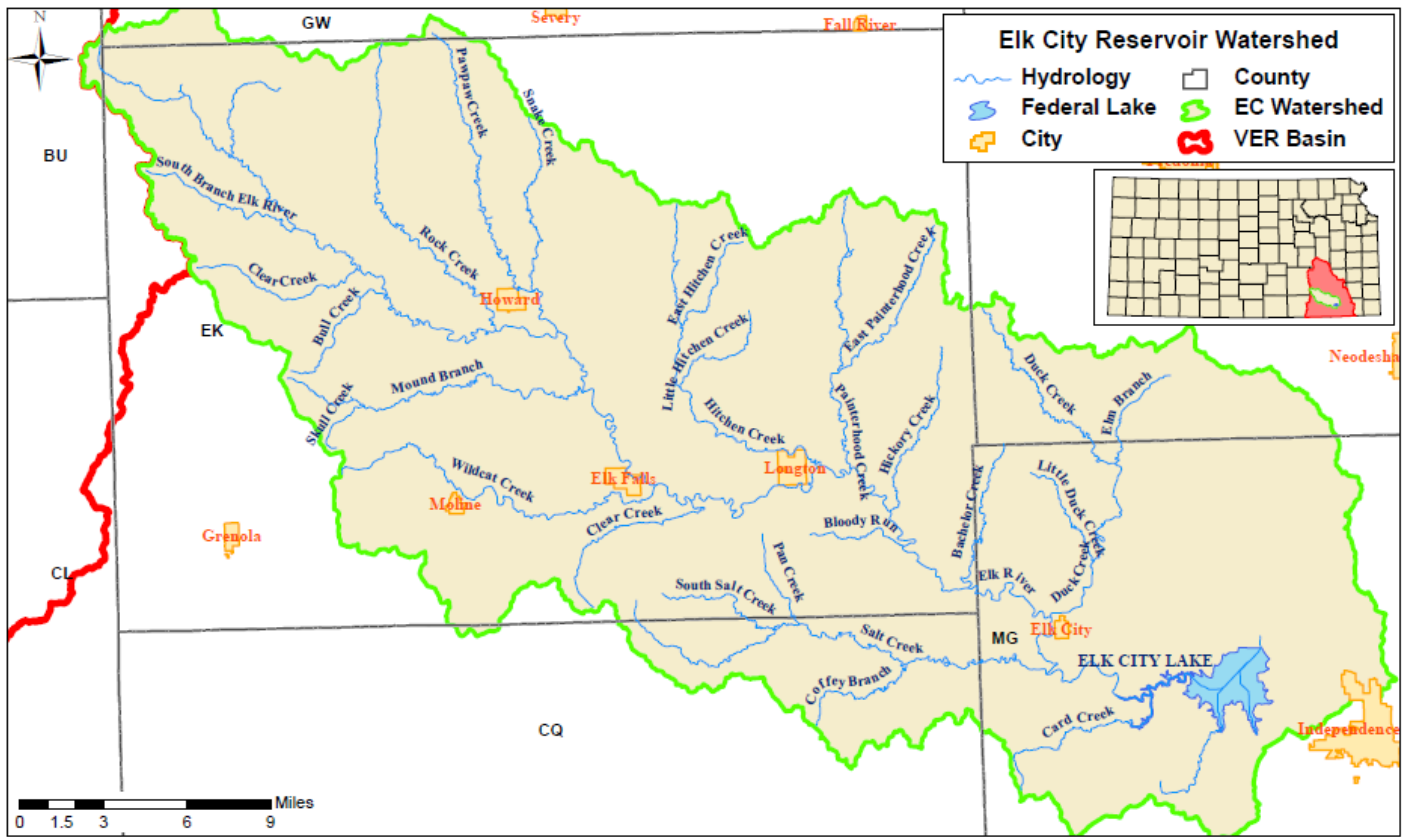 N
GW
Severy
Fall River
Elk City Reservoir Watershed
Hydrology
County
Federal Lake
EC Watershed
City
VER Basin
BU
Pawpaw Creek
Snake Creek
South Branch Elk River
Rock Creek
Clear Creek
Howard
Bull Creek
EK
East Hitchen Creek
East Painterhood Creek
Little Hitchen Creek
Mound Branch
Skull Creek
Duck Creek
Elm Branch
Neodesha
Hitchen Creek
Painterhood Creek
Hickory Creek
Wildcat Creek
Elk Falls
Longton
Moline
Clear Creek
Bloody Run
Bachelor Creek
Little Duck Creek
Grenola
CL
Pan Creek
South Salt Creek
Elk River
Duck Creek
Salt Creek
MG
Elk City
ELK CITY LAKE
Coffey Branch
Card Creek
CQ
Independence
Miles
0 1.5 3 6 9